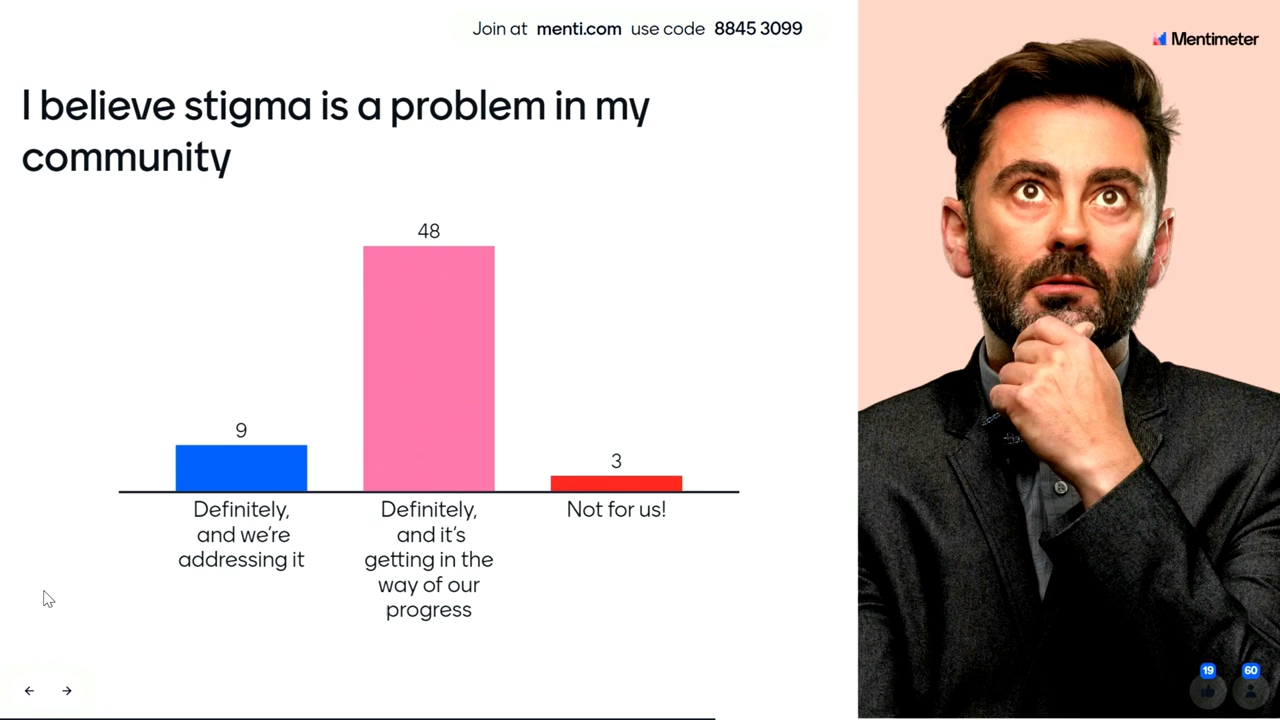 Join at menti.com use code 8845 3099
Mentimeter
I believe stigma is a problem in my
community
48
9
3
Definitely,
and we're
addressing it
Definitely,
and it's
getting in the
way of our
progress
Not for us!
19
60